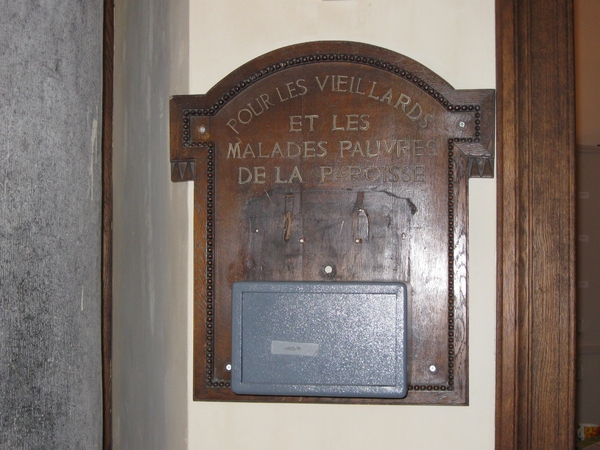 POUR LES VIEILLARDS
ET LES
MALADES PAUVRES
DE LA PAROISSE